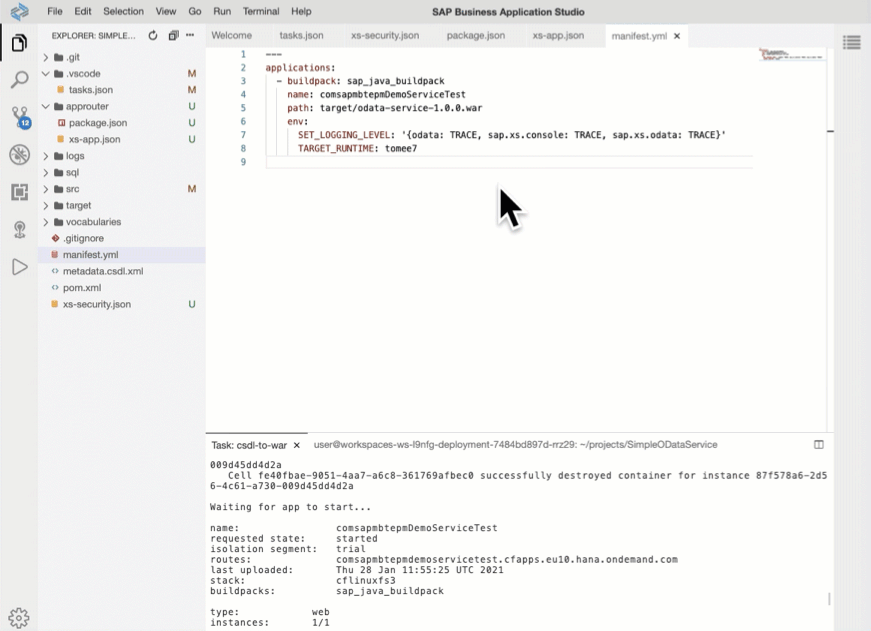 File Edit Selection View Go Run Terminal Help SAP Business Application Studio
EXPLORER: SIMPLE...
Welcome tasks.json xs-security.json package.json xs-app.json manifest.yml ×
.git
.vscode M
tasks.json M
approuter U
package.json U
xs-app.json U
logs
sql
src M
target
vocabularies
.gitignore
manifest.yml
metadata.csdl.xml
pom.xml
xs-security.json U
12
1 ---
2 applications:
3 - buildpack: sap_java_buildpack
4 name: comsapmbtepmDemoServiceTest
5 path: target/odata-service-1.0.0.war
6 env:
7 SET_LOGGING_LEVEL: '{odata: TRACE, sap.xs.console: TRACE, sap.xs.odata: TRACE}'
8 TARGET_RUNTIME: tomee7
9
Task: csdl-to-war × user@workspaces-ws-l9nfg-deployment-7484bd897d-rrz29: ~/projects/SimpleODataService
009d45dd4d2a
Cell fe40fbae-9051-4aa7-a6c8-361769afbec0 successfully destroyed container for instance 87f578a6-2d5
6-4c61-a730-009d45dd4d2a
Waiting for app to start...
name: comsapmbtepmDemoServiceTest
requested state: started
isolation segment: trial
routes: comsapmbtepmdemoservicetest.cfapps.eu10.hana.ondemand.com
last uploaded: Thu 28 Jan 11:55:25 UTC 2021
stack: cflinuxfs3
buildpacks: sap_java_buildpack
type: web
instances: 1/1